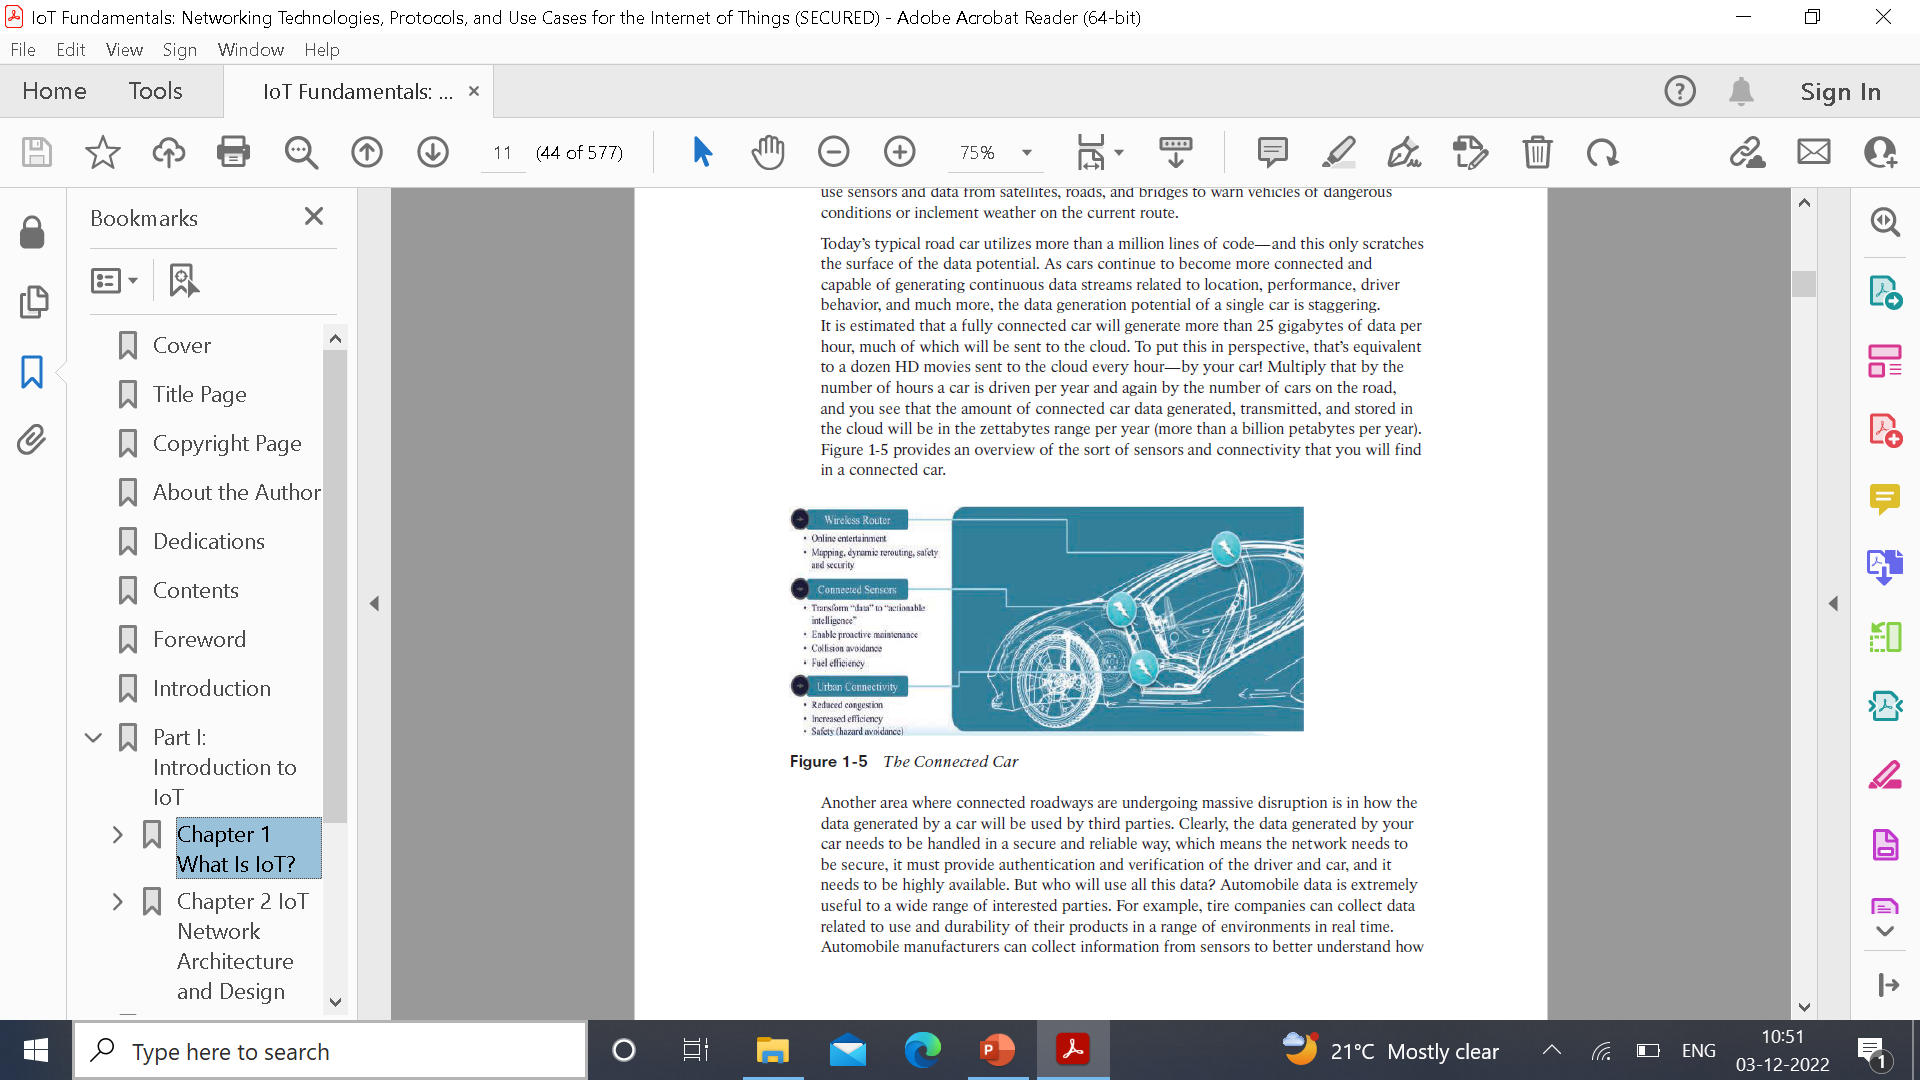 IoT Fundamentals: Networking Technologies, Protocols, and Use Cases for the Internet of Things (SECURED) - Adobe Acrobat Reader (64-bit)
File Edit View Sign Window Help
Home Tools IoT Fundamentals: ... × Sign In
11 (44 of 577) 75%
Bookmarks
Cover
Title Page
Copyright Page
About the Author
Dedications
Contents
Foreword
Introduction
Part I:
Introduction to
IoT
Chapter 1
What Is IoT?
Chapter 2 IoT
Network
Architecture
and Design
use sensors and data from satellites, roads, and bridges to warn vehicles of dangerous
conditions or inclement weather on the current route.
Today's typical road car utilizes more than a million lines of code—and this only scratches
the surface of the data potential. As cars continue to become more connected and
capable of generating continuous data streams related to location, performance, driver
behavior, and much more, the data generation potential of a single car is staggering.
It is estimated that a fully connected car will generate more than 25 gigabytes of data per
hour, much of which will be sent to the cloud. To put this in perspective, that's equivalent
to a dozen HD movies sent to the cloud every hour—by your car! Multiply that by the
number of hours a car is driven per year and again by the number of cars on the road,
and you see that the amount of connected car data generated, transmitted, and stored in
the cloud will be in the zettabytes range per year (more than a billion petabytes per year).
Figure 1-5 provides an overview of the sort of sensors and connectivity that you will find
in a connected car.
Wireless Router
• Online entertainment
• Mapping, dynamic rerouting, safety
and security
Connected Sensors
• Transform "data" to "actionable
intelligence"
• Enable proactive maintenance
• Collision avoidance
• Fuel efficiency
Urban Connectivity
• Reduced congestion
• Increased efficiency
• Safety (hazard avoidance)
Figure 1-5 The Connected Car
Another area where connected roadways are undergoing massive disruption is in how the
data generated by a car will be used by third parties. Clearly, the data generated by your
car needs to be handled in a secure and reliable way, which means the network needs to
be secure, it must provide authentication and verification of the driver and car, and it
needs to be highly available. But who will use all this data? Automobile data is extremely
useful to a wide range of interested parties. For example, tire companies can collect data
related to use and durability of their products in a range of environments in real time.
Automobile manufacturers can collect information from sensors to better understand how
Type here to search
21°C Mostly clear
ENG
10:51
03-12-2022
1